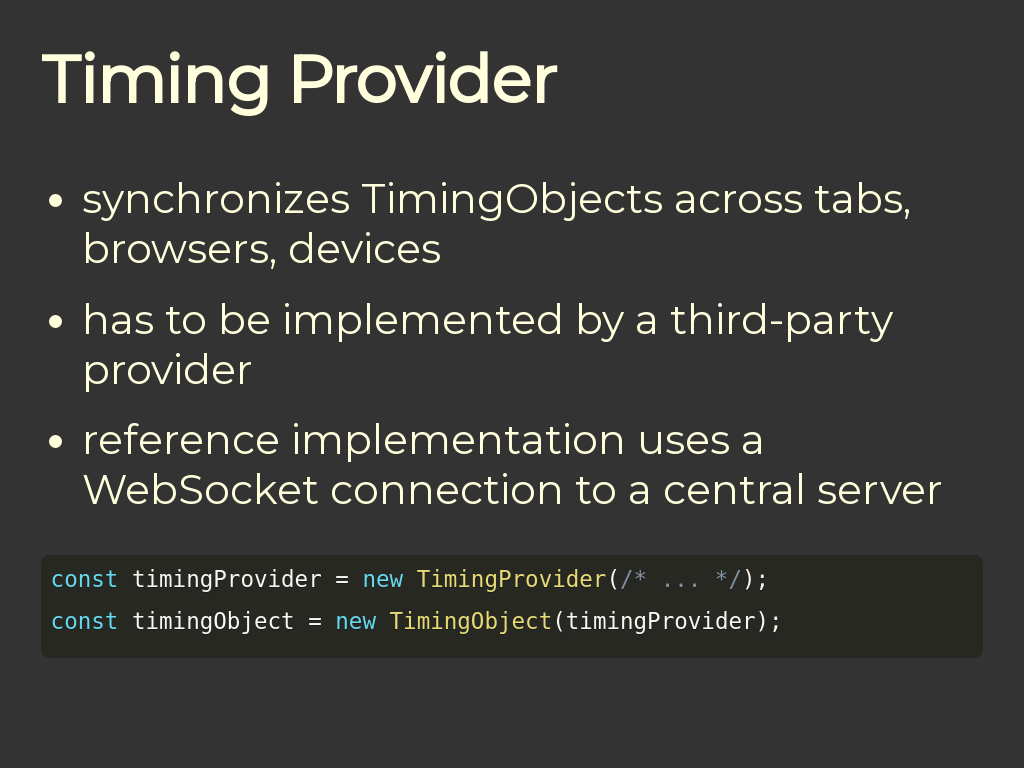 Timing Provider
• synchronizes TimingObjects across tabs,
browsers, devices
• has to be implemented by a third-party
provider
• reference implementation uses a
WebSocket connection to a central server
const timingProvider = new TimingProvider(/* ... */);
const timingObject = new TimingObject(timingProvider);